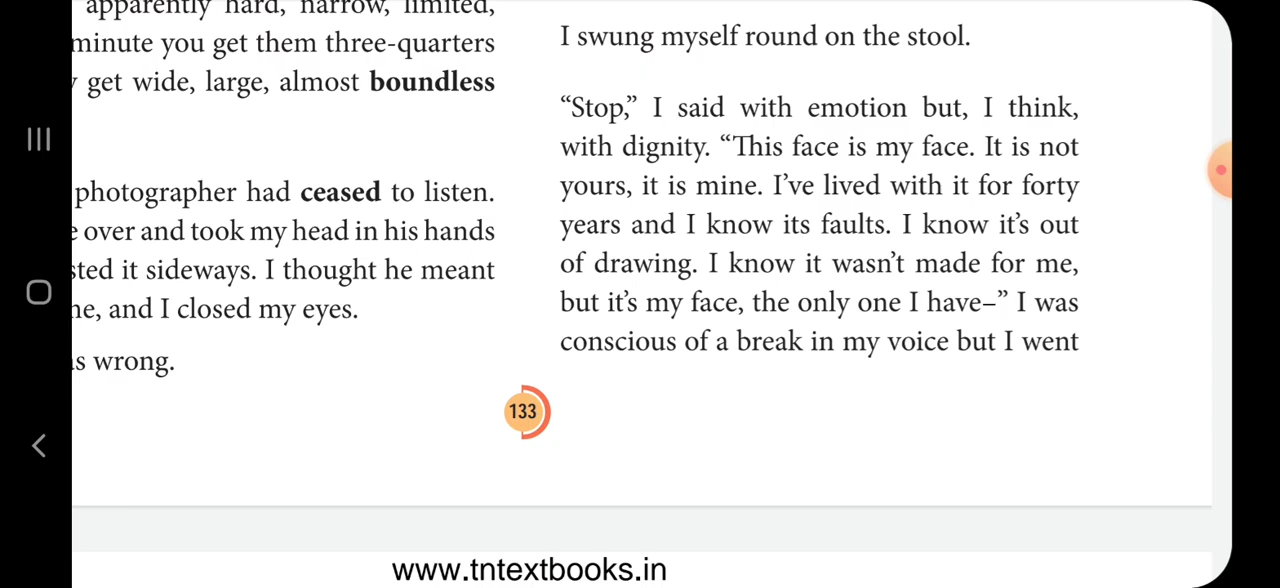 apparently hard, narrow, limited,
minute you get them three-quarters
get wide, large, almost boundless
photographer had ceased to listen.
over and took my head in his hands
it sideways. I thought he meant
and I closed my eyes.
wrong.
I swung myself round on the stool.
“Stop,” I said with emotion but, I think,
with dignity. “This face is my face. It is not
yours, it is mine. I’ve lived with it for forty
years and I know its faults. I know it’s out
of drawing. I know it wasn’t made for me,
but it’s my face, the only one I have–” I was
conscious of a break in my voice but I went
133
www.tntextbooks.in